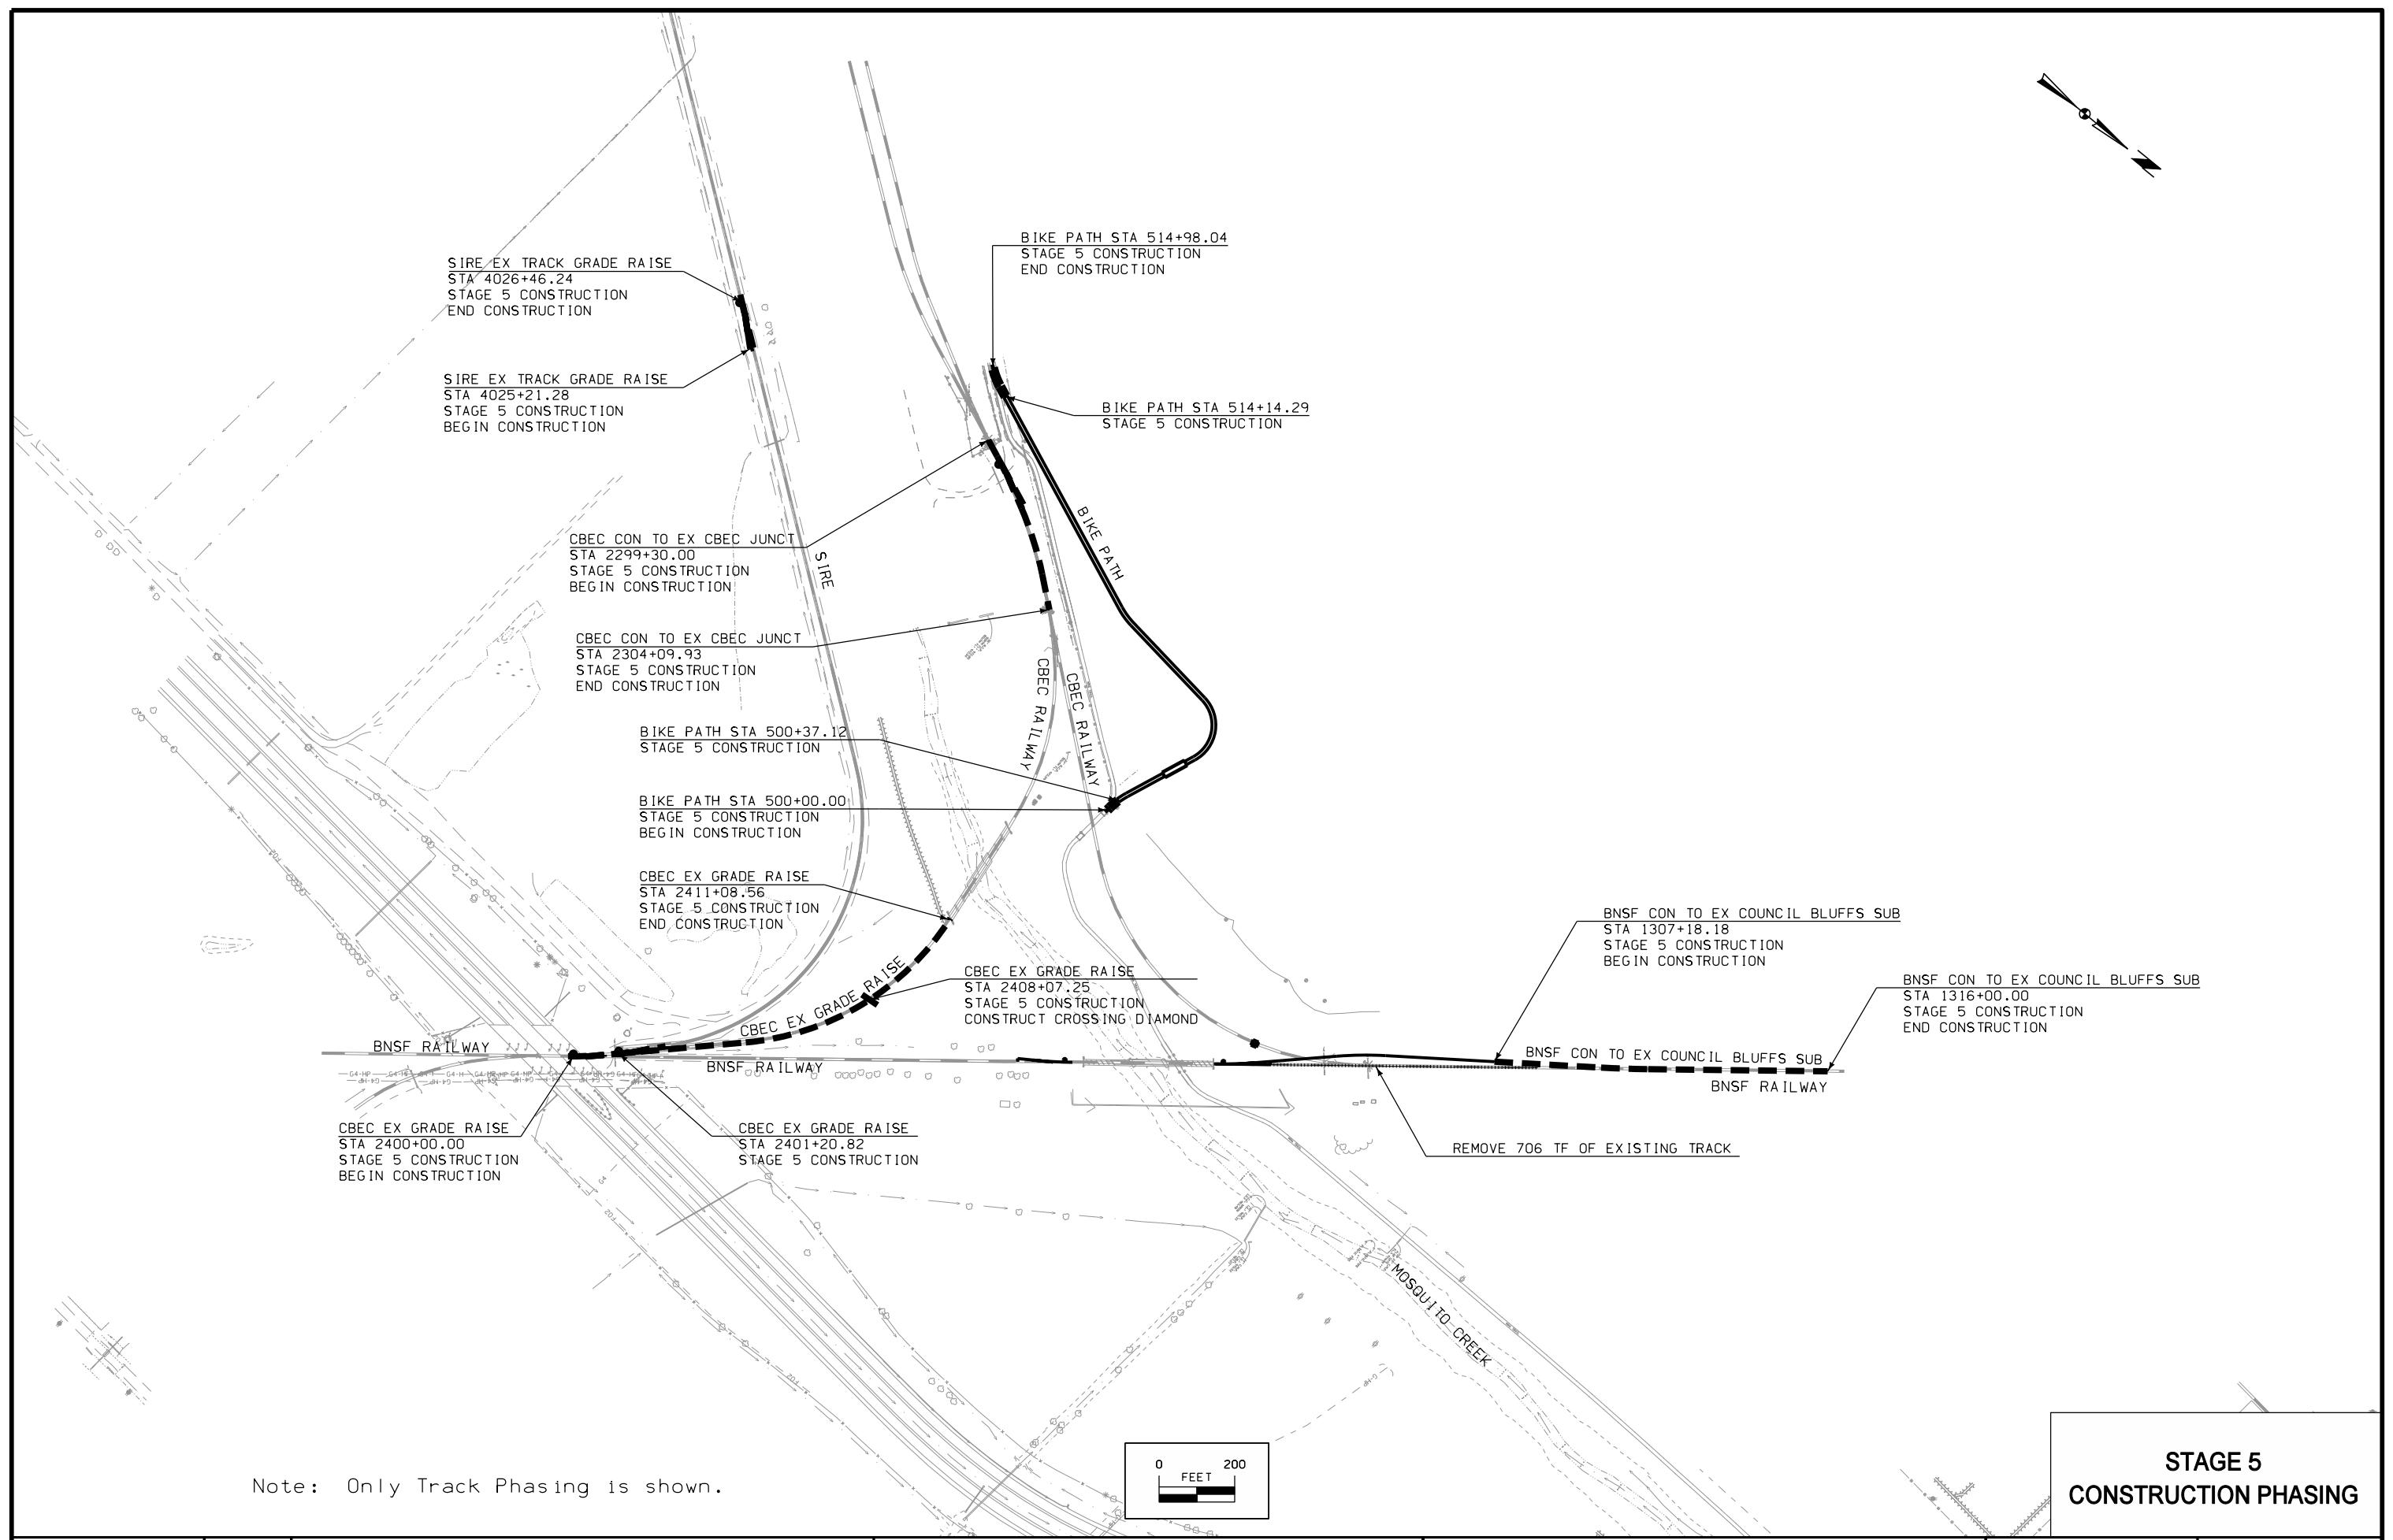 BIKE PATH STA 514+98.04
STAGE 5 CONSTRUCTION
END CONSTRUCTION
SIRE EX TRACK GRADE RAISE
STA 4026+46.24
STAGE 5 CONSTRUCTION
END CONSTRUCTION
SIRE EX TRACK GRADE RAISE
STA 4025+21.28
STAGE 5 CONSTRUCTION
BEGIN CONSTRUCTION
BIKE PATH STA 514+14.29
STAGE 5 CONSTRUCTION
BIKE PATH
SIRE
CBEC CON TO EX CBEC JUNCT
STA 2299+30.00
STAGE 5 CONSTRUCTION
BEGIN CONSTRUCTION
CBEC CON TO EX CBEC JUNCT
STA 2304+09.93
STAGE 5 CONSTRUCTION
END CONSTRUCTION
CBEC RAILWAY
CBEC RAILWAY
BIKE PATH STA 500+37.12
STAGE 5 CONSTRUCTION
BIKE PATH STA 500+00.00
STAGE 5 CONSTRUCTION
BEGIN CONSTRUCTION
CBEC EX GRADE RAISE
STA 2411+08.56
STAGE 5 CONSTRUCTION
END CONSTRUCTION
BNSF CON TO EX COUNCIL BLUFFS SUB
STA 1307+18.18
STAGE 5 CONSTRUCTION
BEGIN CONSTRUCTION
CBEC EX GRADE RAISE
STA 2408+07.25
STAGE 5 CONSTRUCTION
CONSTRUCT CROSSING DIAMOND
BNSF CON TO EX COUNCIL BLUFFS SUB
STA 1316+00.00
STAGE 5 CONSTRUCTION
END CONSTRUCTION
CBEC EX GRADE RAISE
BNSF RAILWAY
BNSF RAILWAY
BNSF CON TO EX COUNCIL BLUFFS SUB
BNSF RAILWAY
CBEC EX GRADE RAISE
STA 2400+00.00
STAGE 5 CONSTRUCTION
BEGIN CONSTRUCTION
CBEC EX GRADE RAISE
STA 2401+20.82
STAGE 5 CONSTRUCTION
REMOVE 706 TF OF EXISTING TRACK
MOSQUITO CREEK
N
Note: Only Track Phasing is shown.
0 200
FEET
STAGE 5
CONSTRUCTION PHASING